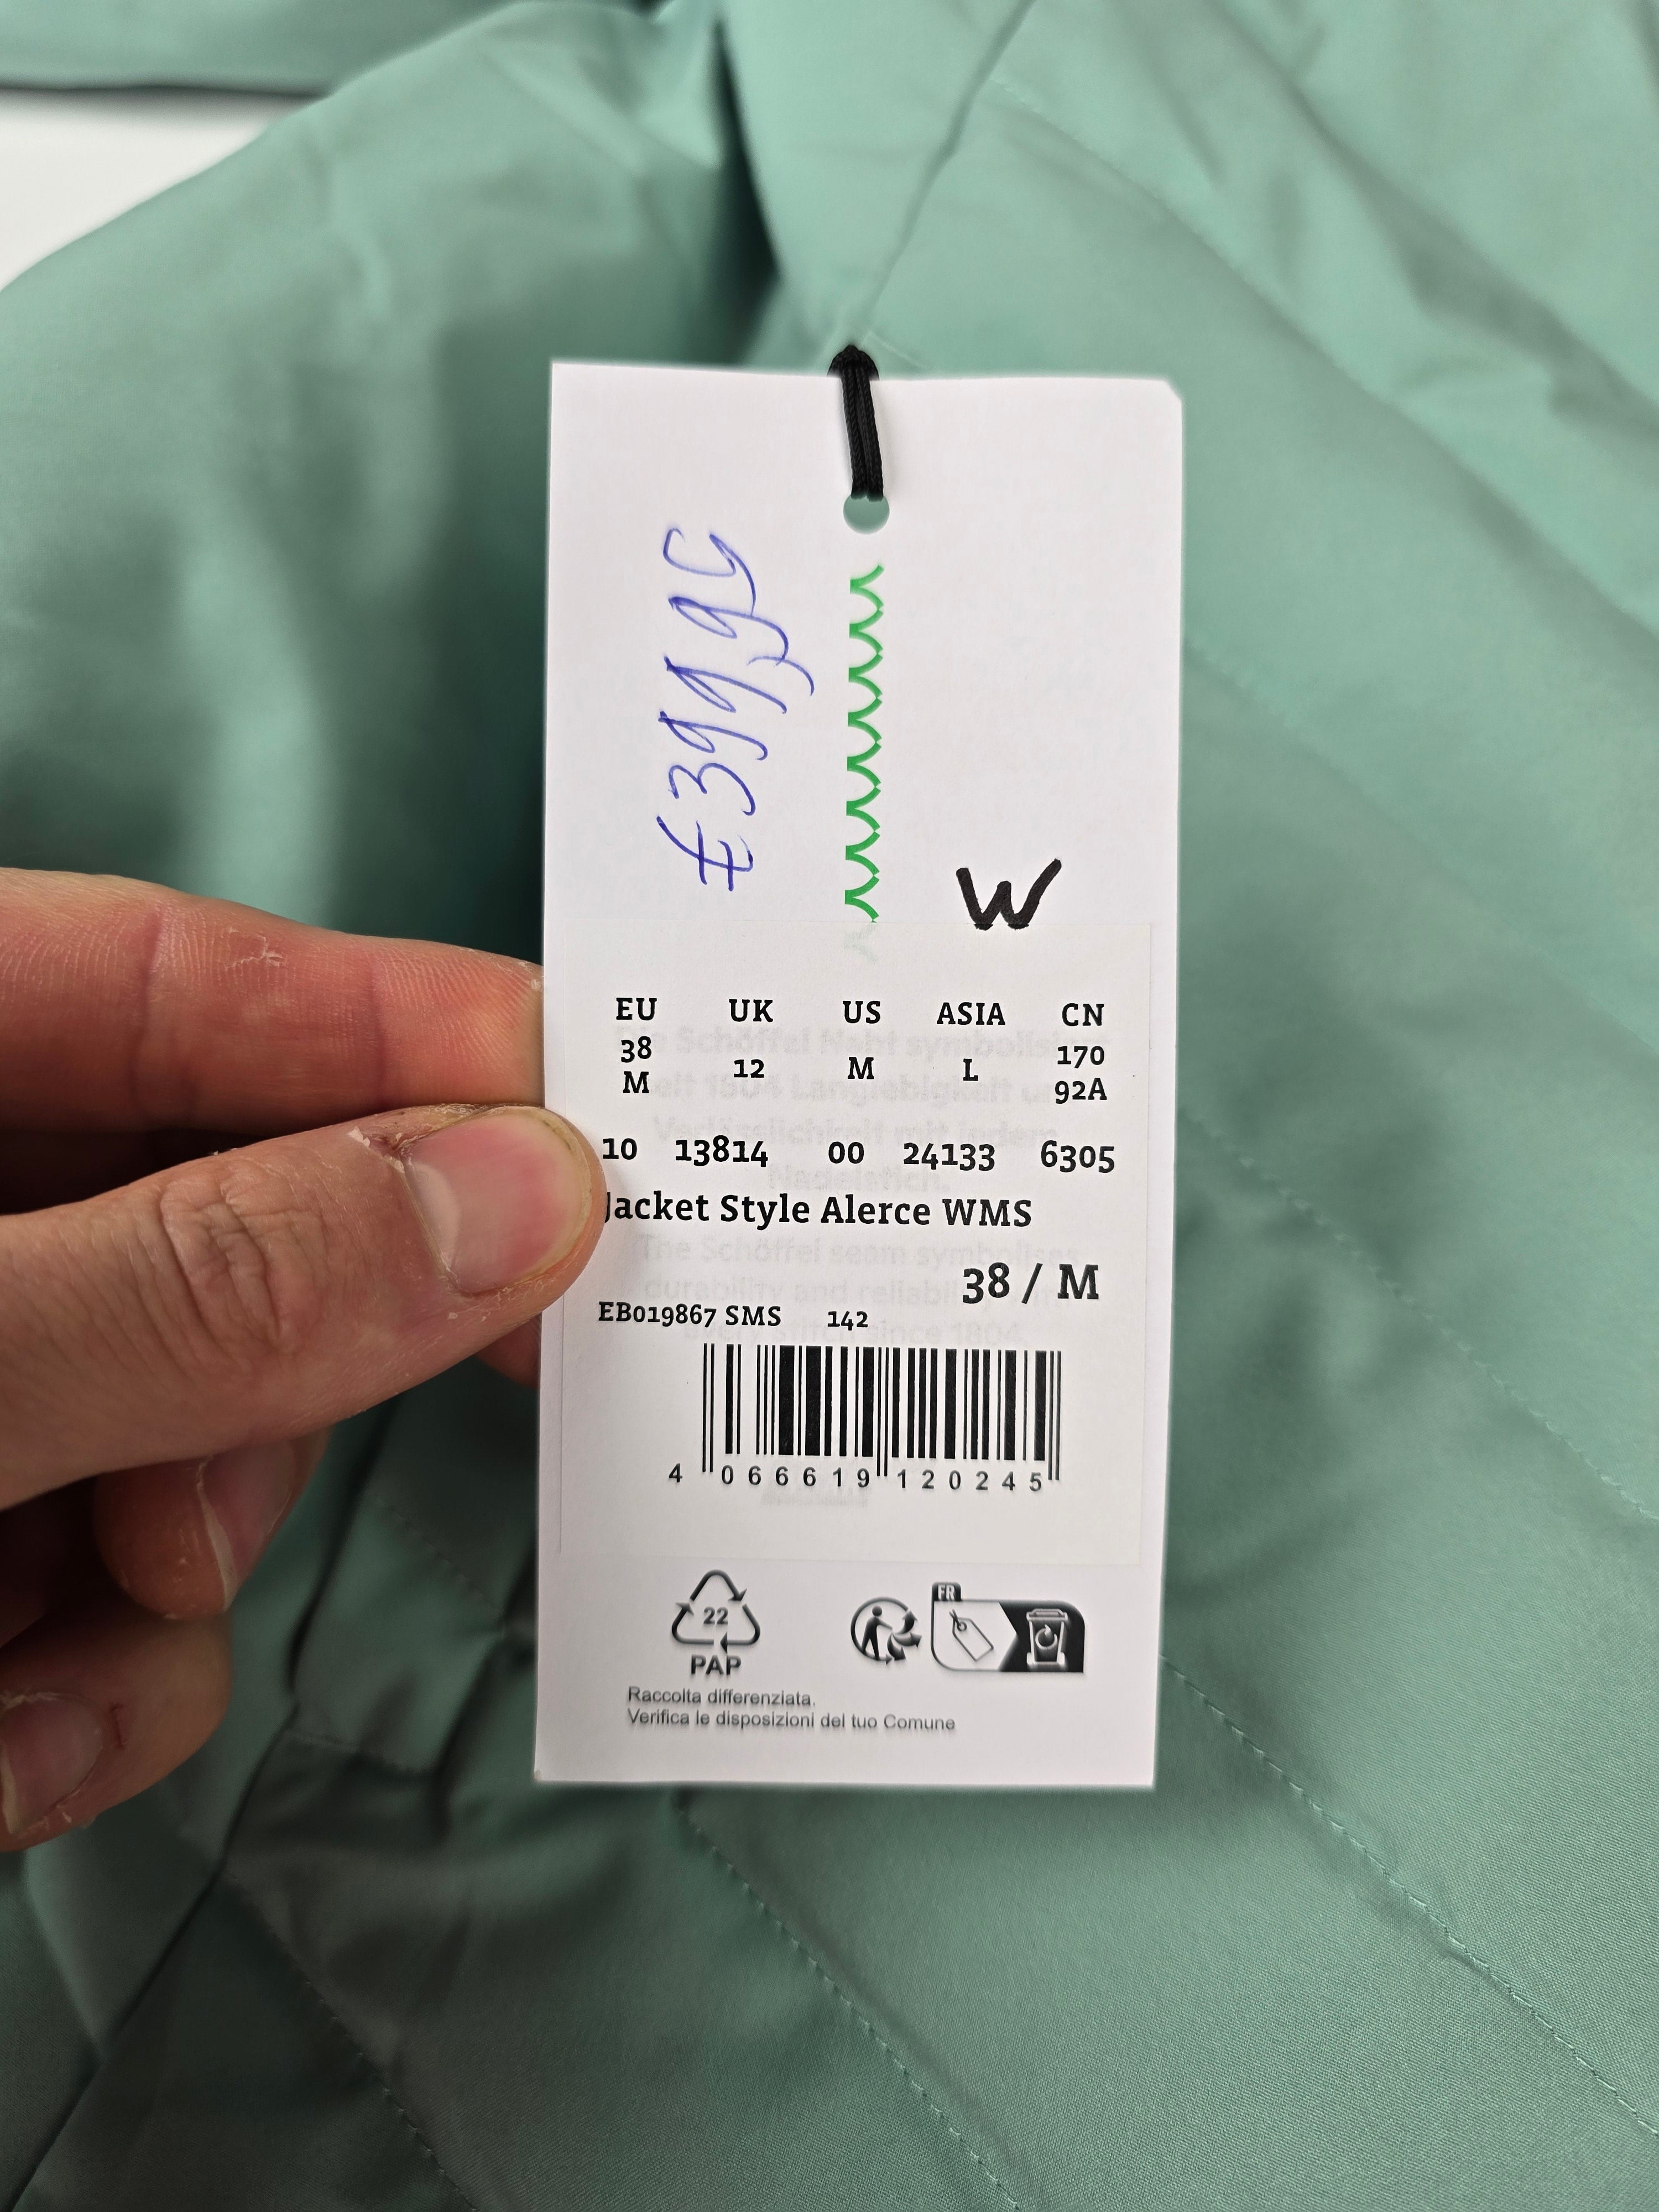 £399,95
W
EU UK US ASIA CN
38 M 12 M L 170 92A
10 13814 00 24133 6305
Jacket Style Alerce WMS
38 / M
EB019867 SMS 142
4 066619 120245
22
PAP
FR
Raccolta differenziata.
Verifica le disposizioni del tuo Comune